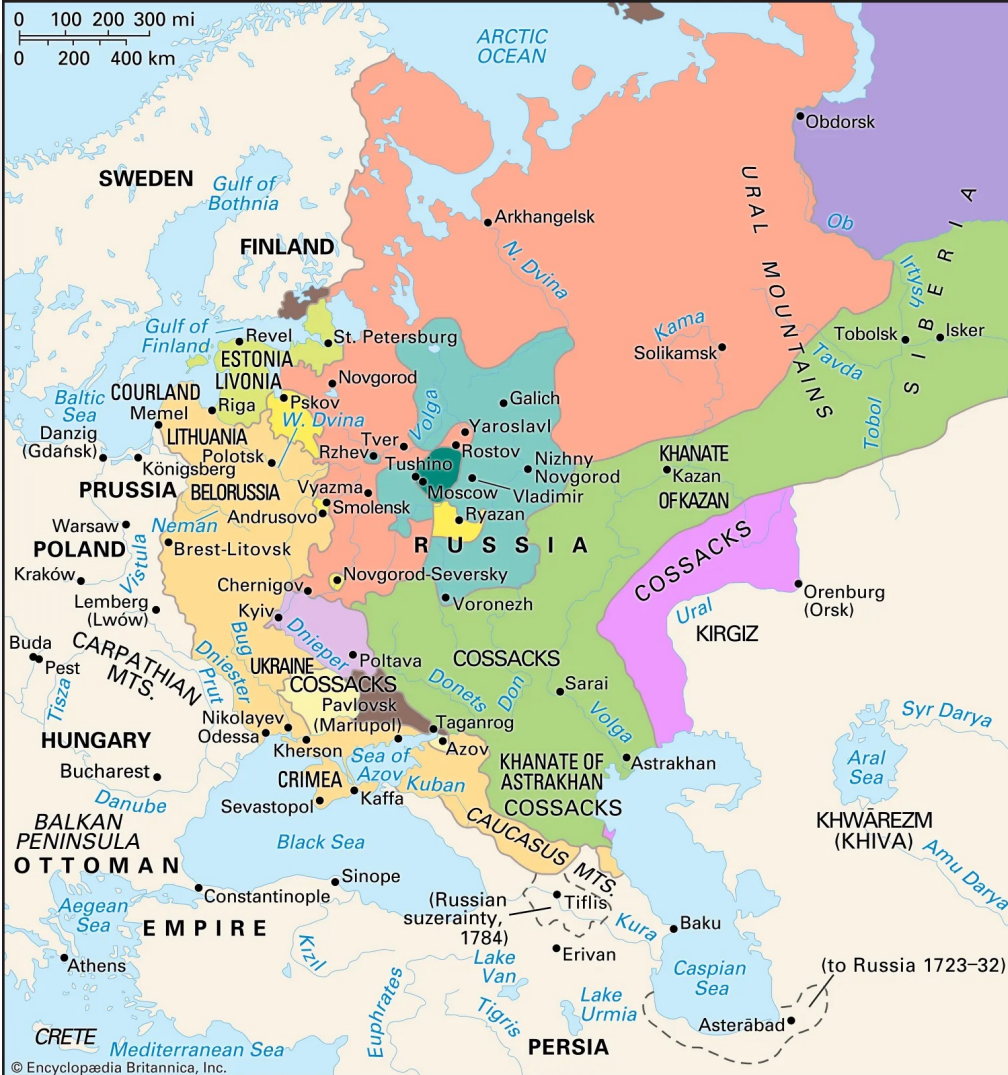 0 100 200 300 mi
0 200 400 km
ARCTIC
OCEAN
Obdorsk
SWEDEN
Gulf of
Bothnia
URAL MOUNTAINS
SIBERIA
Arkhangelsk
Ob
FINLAND
N. Dvina
Irtysh
Gulf of
Finland
Revel
St. Petersburg
Kama
Tobolsk
Isker
ESTONIA
Solikamsk
Tavda
LIVONIA
Novgorod
COURLAND
Baltic
Sea
Memel
Riga
Pskov
Volga
Galich
Tobol
W. Dvina
Danzig
(Gdańsk)
LITHUANIA
Tver
Yaroslavl
Polotsk
Rzhev
Rostov
Königsberg
Tushino
Nizhny
Novgorod
KHANATE
Kazan
OF KAZAN
PRUSSIA
BELORUSSIA
Vyazma
Moscow
Vladimir
Smolensk
Andrusovo
Ryazan
Warsaw
Neman
RUSSIA
POLAND
Brest-Litovsk
COSSACKS
Vistula
Kraków
Novgorod-Seversky
Chernigov
Orenburg
(Orsk)
Lemberg
(Lwów)
Kyiv
Voronezh
Ural
KIRGIZ
Buda
Pest
CARPATHIAN
MTS.
Bug
Dnieper
Dniester
Prut
Tisza
UKRAINE
Poltava
COSSACKS
COSSACKS
Donets
Don
Sarai
Pavlovsk
(Mariupol)
Volga
Syr Darya
Nikolayev
Odessa
Taganrog
HUNGARY
Kherson
Azov
Sea of
Azov
KHANATE OF
ASTRAKHAN
COSSACKS
Astrakhan
Aral
Sea
Bucharest
CRIMEA
Kuban
Danube
Sevastopol
Kaffa
BALKAN
PENINSULA
CAUCASUS MTS.
KHWĀREZM
(KHIVA)
Black Sea
Amu Darya
OTTOMAN
EMPIRE
Sinope
Constantinople
(Russian
suzerainty,
1784)
Tiflis
Aegean
Sea
Kura
Baku
Kizil
Erivan
Athens
Lake
Van
Caspian
Sea
(to Russia 1723–32)
Euphrates
Tigris
Lake
Urmia
Asterābad
CRETE
Mediterranean Sea
PERSIA
© Encyclopædia Britannica, Inc.